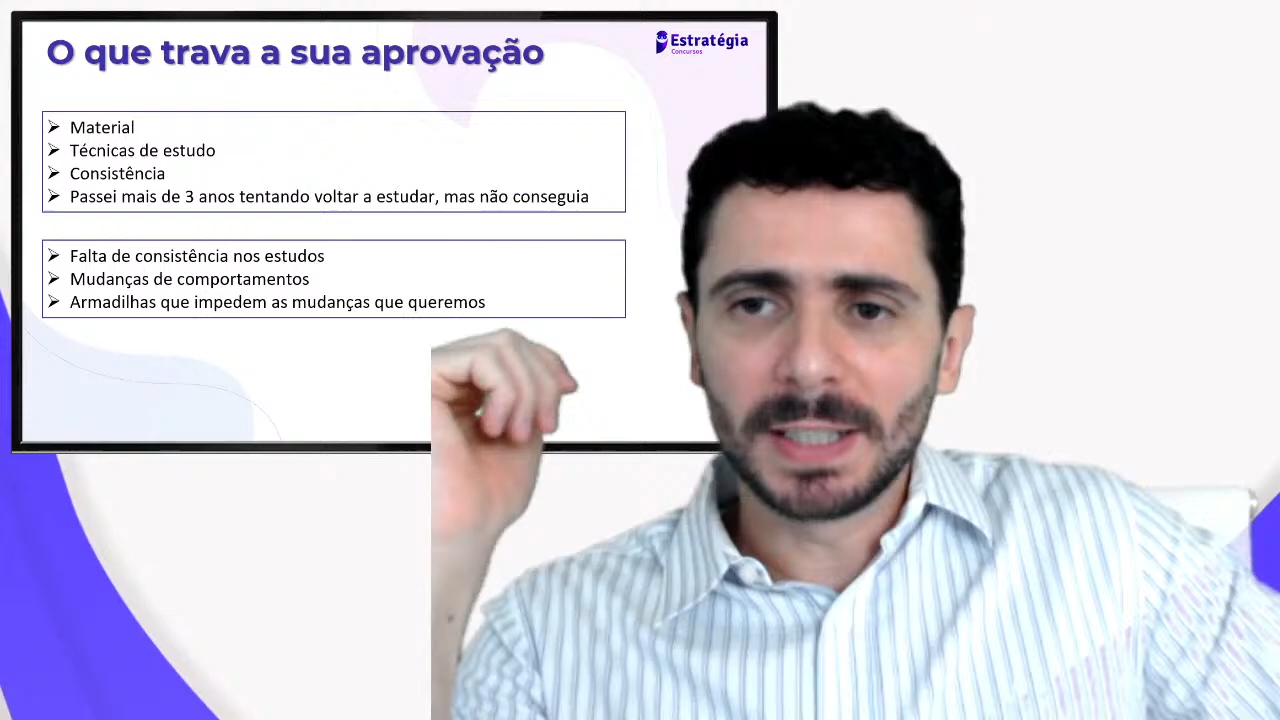 O que trava a sua aprovação
Estratégia
Concursos
Material
Técnicas de estudo
Consistência
Passei mais de 3 anos tentando voltar a estudar, mas não conseguia
Falta de consistência nos estudos
Mudanças de comportamentos
Armadilhas que impedem as mudanças que queremos